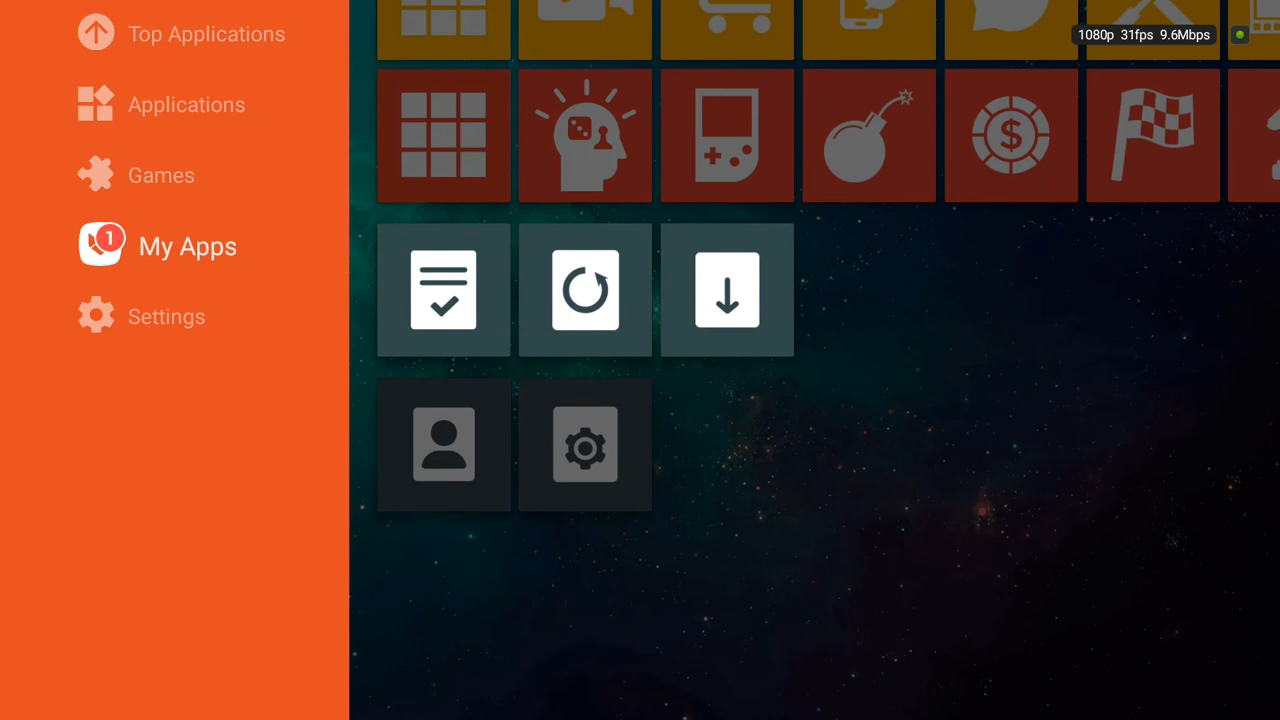 Top Applications
1080p 31fps 9.6Mbps
Applications
$
Games
1
My Apps
Settings